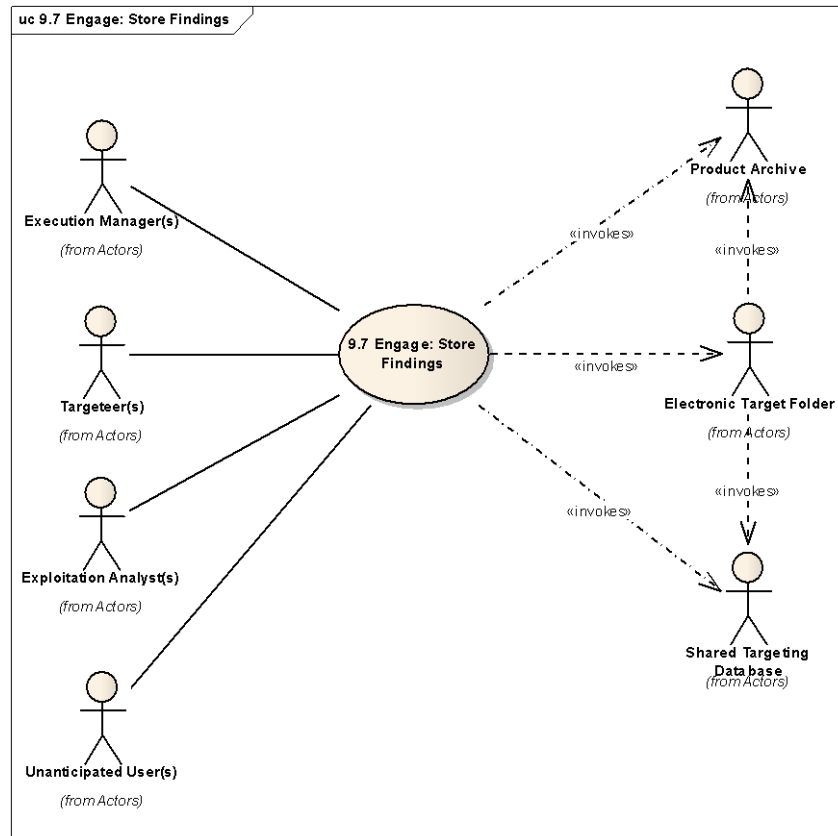 uc 9.7 Engage: Store Findings
Execution Manager(s)
(from Actors)
Targeteer(s)
(from Actors)
Exploitation Analyst(s)
(from Actors)
Unanticipated User(s)
(from Actors)
9.7 Engage: Store
Findings
«invokes»
«invokes»
«invokes»
Product Archive
(from Actors)
«invokes»
Electronic Target Folder
(from Actors)
«invokes»
Shared Targeting
Database
(from Actors)